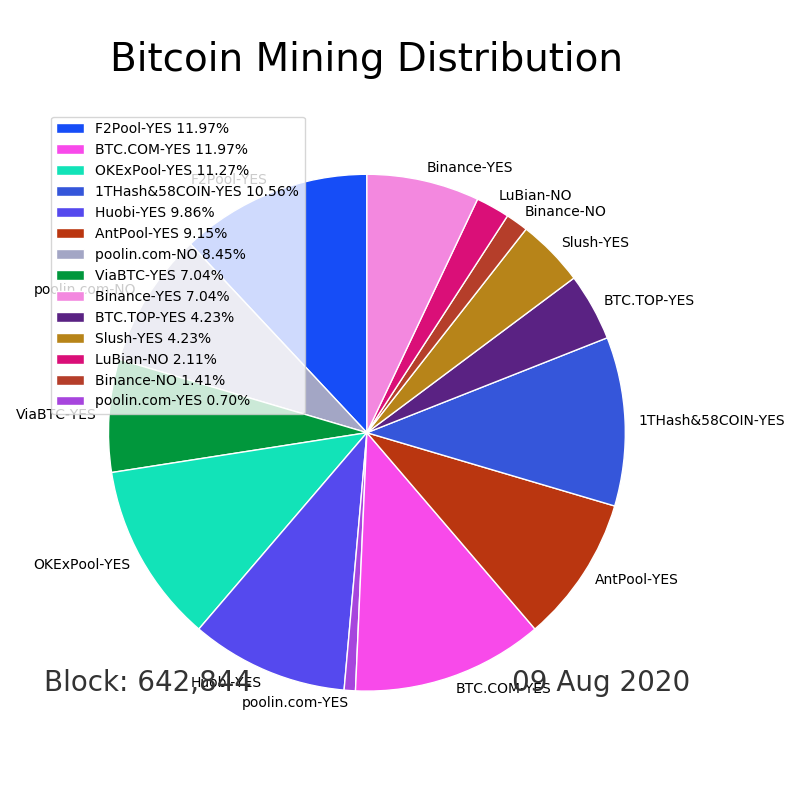 Bitcoin Mining Distribution
F2Pool-YES 11.97%
BTC.COM-YES 11.97%
OKExPool-YES 11.27%
1THash&58COIN-YES 10.56%
Huobi-YES 9.86%
AntPool-YES 9.15%
poolin.com-NO 8.45%
ViaBTC-YES 7.04%
Binance-YES 7.04%
BTC.TOP-YES 4.23%
Slush-YES 4.23%
LuBian-NO 2.11%
Binance-NO 1.41%
poolin.com-YES 0.70%
Binance-YES
LuBian-NO
Binance-NO
Slush-YES
BTC.TOP-YES
1THash&58COIN-YES
AntPool-YES
BTC.COM-YES
poolin.com-YES
Huobi-YES
OKExPool-YES
ViaBTC-YES
poolin.com-NO
F2Pool-YES
Block: 642,844
09 Aug 2020